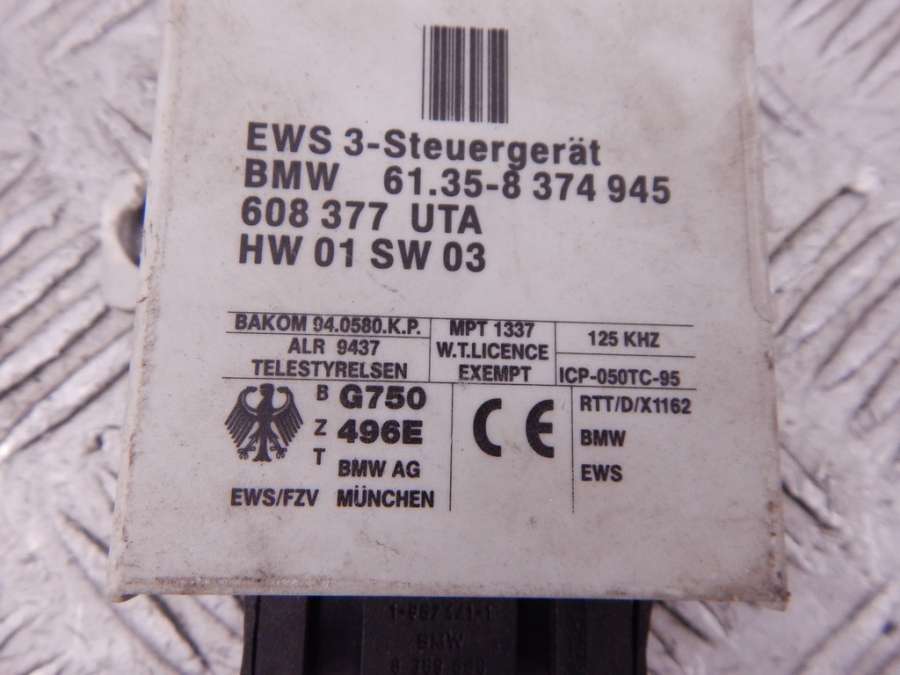 EWS 3-Steuergerät
BMW 61.35-8 374 945
608 377 UTA
HW 01 SW 03
BAKOM 94.0580.K.P.
ALR 9437
TELESTYRELSEN
MPT 1337
W.T.LICENCE
EXEMPT
125 KHZ
ICP-050TC-95
B G750
Z 496E
T BMW AG
EWS/FZV MÜNCHEN
CE
RTT/D/X1162
BMW
EWS
BMW